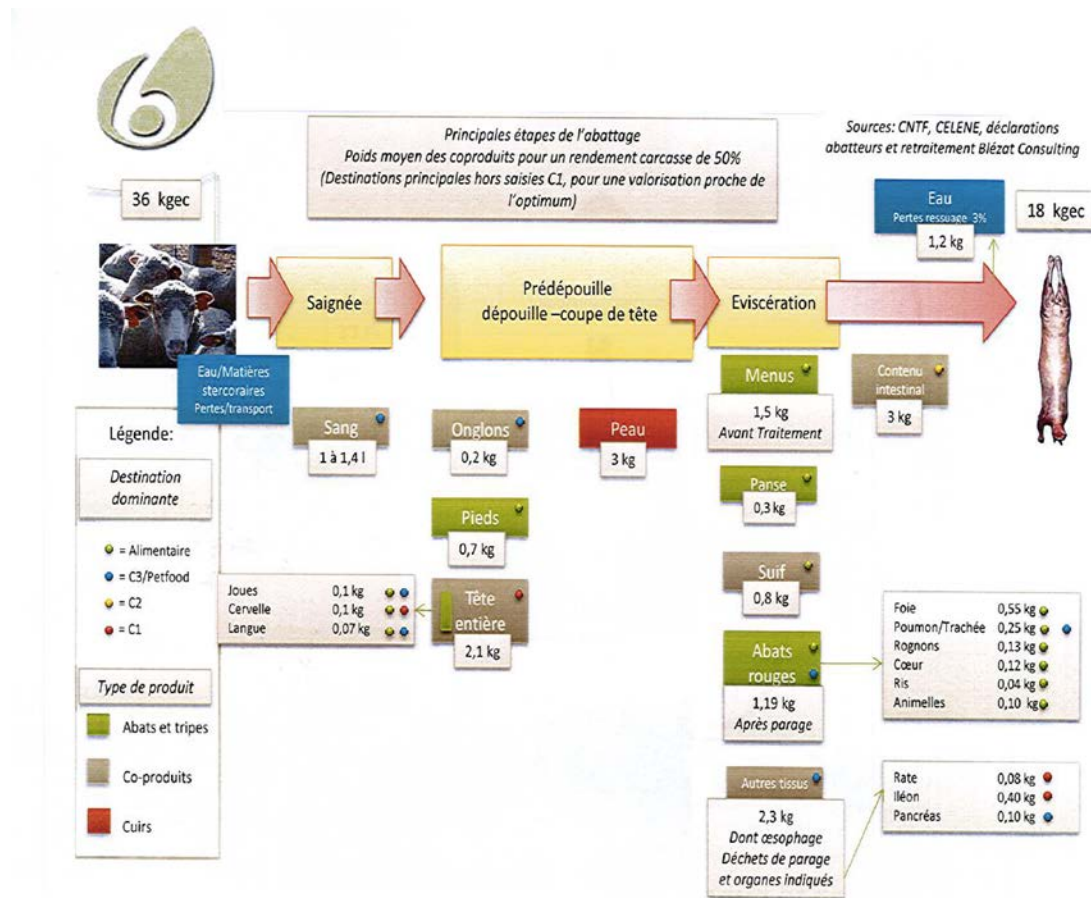 Principales étapes de l'abattage
Poids moyen des coproduits pour un rendement carcasse de 50%
(Destinations principales hors saisies C1, pour une valorisation proche de
l'optimum)
Sources: CNTF, CELENE, déclarations
abatteurs et retraitement Blézat Consulting
36 kgec
Eau
Pertes ressuage 3%
1,2 kg
18 kgec
Saignée
Prédépouille
dépouille –coupe de tête
Eviscération
Eau/Matières
stercoraires
Pertes/transport
Sang
1 à 1,4 l
Onglons
0,2 kg
Peau
3 kg
Menus
1,5 kg
Avant Traitement
Contenu
intestinal
3 kg
Pieds
0,7 kg
Panse
0,3 kg
Tête
entière
2,1 kg
Joues 0,1 kg
Cervelle 0,1 kg
Langue 0,07 kg
Suif
0,8 kg
Abats
rouges
1,19 kg
Après parage
Foie 0,55 kg
Poumon/Trachée 0,25 kg
Rognons 0,13 kg
Cœur 0,12 kg
Ris 0,04 kg
Animelles 0,10 kg
Autres tissus
2,3 kg
Dont œsophage
Déchets de parage
et organes indiqués
Rate 0,08 kg
Iléon 0,40 kg
Pancréas 0,10 kg
Légende:
Destination
dominante
= Alimentaire
= C3/Petfood
= C2
= C1
Type de produit
Abats et tripes
Co-produits
Cuirs